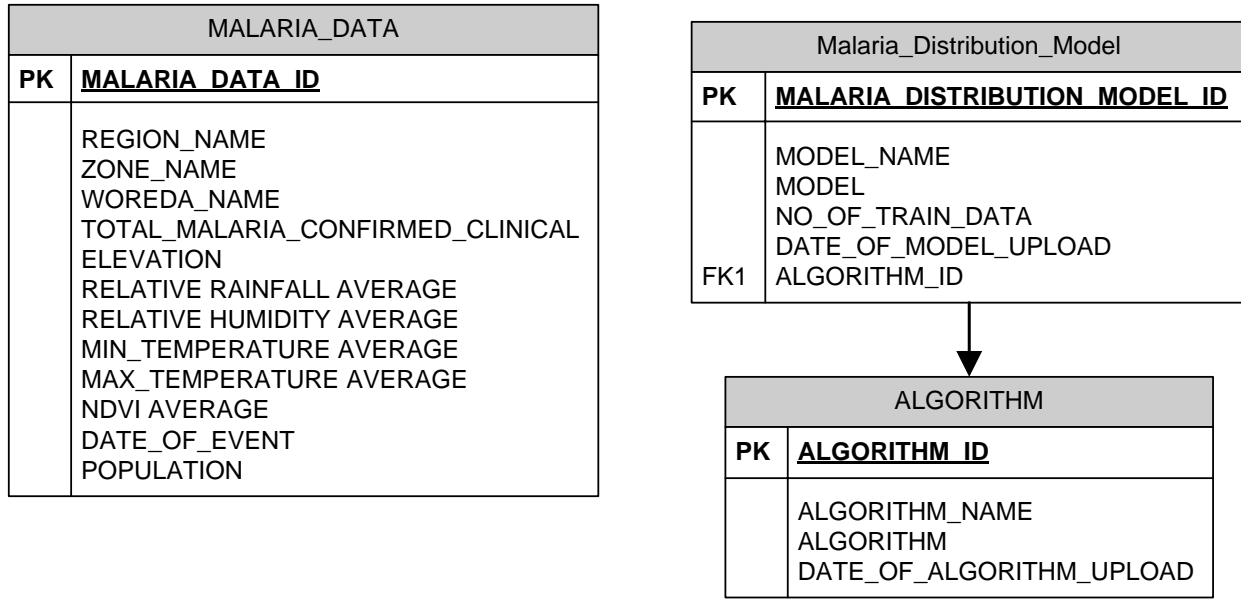 MALARIA_DATA
PK MALARIA_DATA_ID
REGION_NAME
ZONE_NAME
WOREDA_NAME
TOTAL_MALARIA_CONFIRMED_CLINICAL
ELEVATION
RELATIVE RAINFALL AVERAGE
RELATIVE HUMIDITY AVERAGE
MIN_TEMPERATURE AVERAGE
MAX_TEMPERATURE AVERAGE
NDVI AVERAGE
DATE_OF_EVENT
POPULATION
Malaria_Distribution_Model
PK MALARIA_DISTRIBUTION_MODEL_ID
MODEL_NAME
MODEL
NO_OF_TRAIN_DATA
DATE_OF_MODEL_UPLOAD
FK1 ALGORITHM_ID
ALGORITHM
PK ALGORITHM_ID
ALGORITHM_NAME
ALGORITHM
DATE_OF_ALGORITHM_UPLOAD